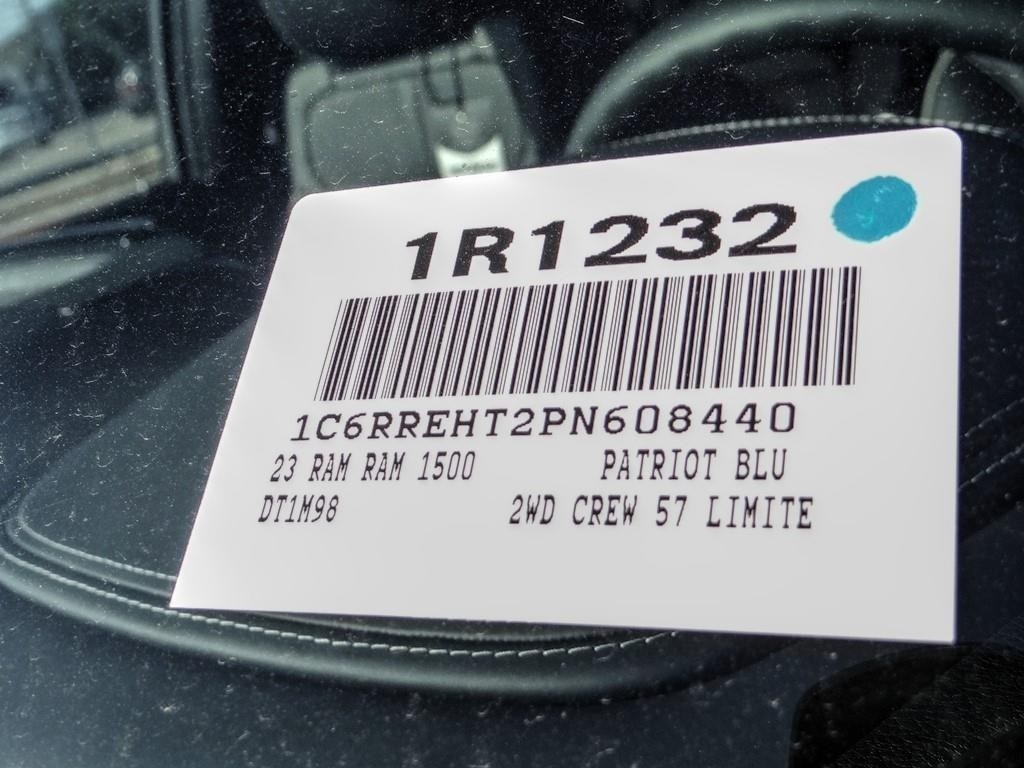 1R1232
1C6RREHT2PN608440
23 RAM RAM 1500 PATRIOT BLU
DT1M98 2WD CREW 57 LIMITE